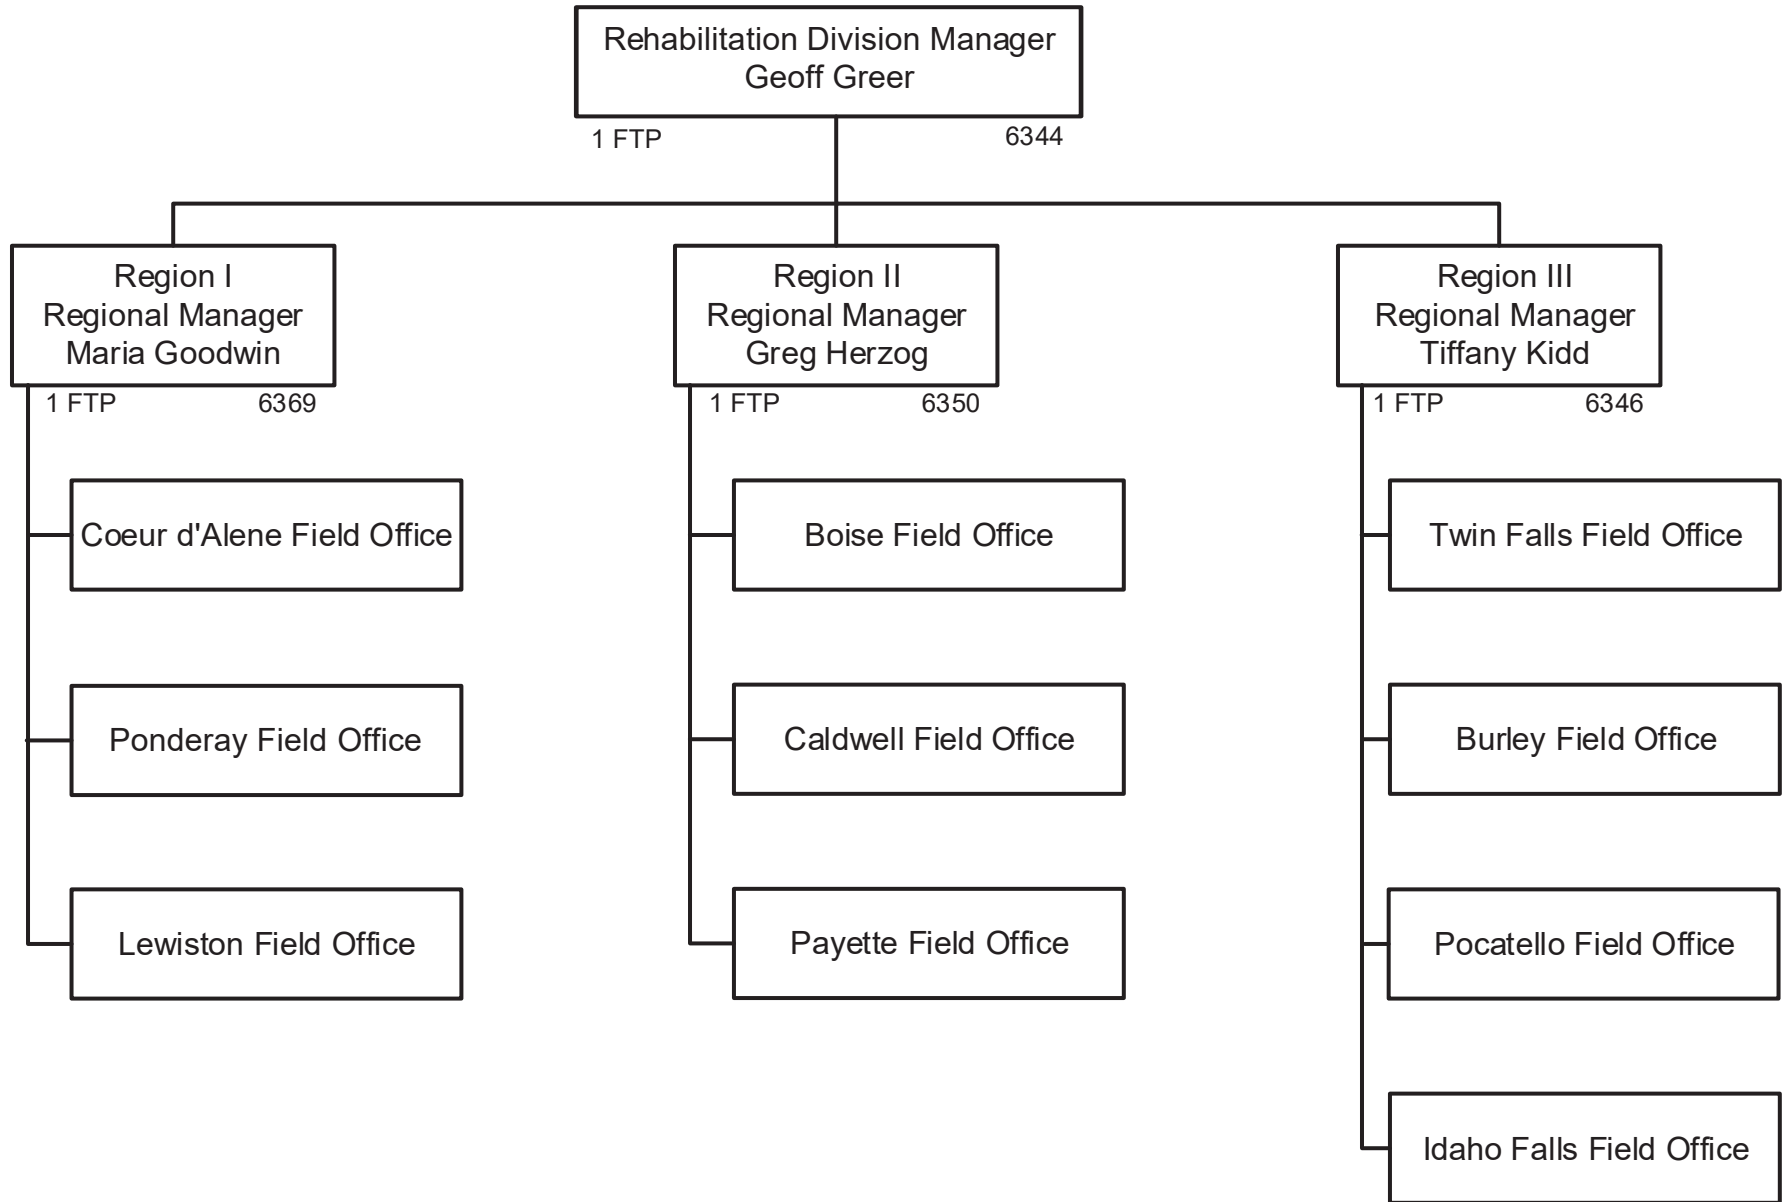 Rehabilitation Division Manager
Geoff Greer
1 FTP 6344
Region I
Regional Manager
Maria Goodwin
1 FTP 6369
Coeur d'Alene Field Office
Ponderay Field Office
Lewiston Field Office
Region II
Regional Manager
Greg Herzog
1 FTP 6350
Boise Field Office
Caldwell Field Office
Payette Field Office
Region III
Regional Manager
Tiffany Kidd
1 FTP 6346
Twin Falls Field Office
Burley Field Office
Pocatello Field Office
Idaho Falls Field Office